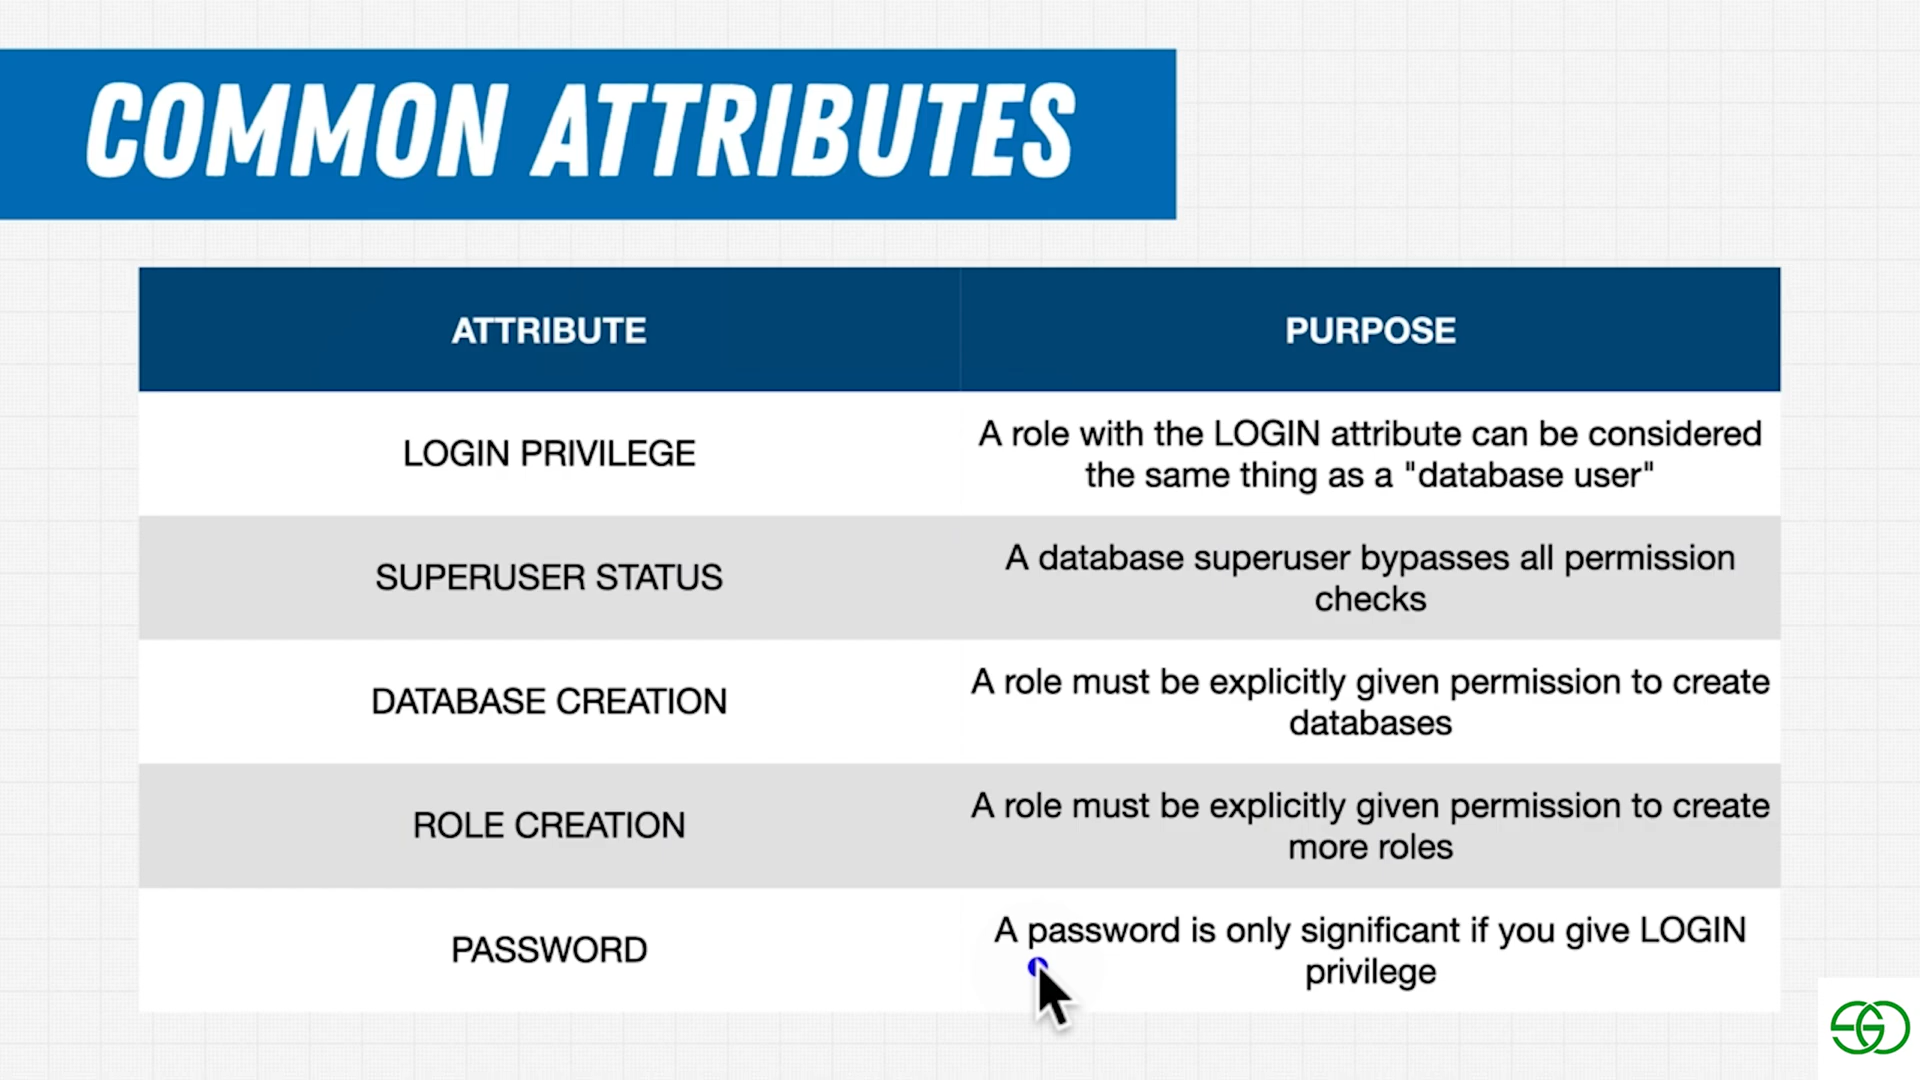 COMMON ATTRIBUTES
ATTRIBUTE
PURPOSE
LOGIN PRIVILEGE
A role with the LOGIN attribute can be considered
the same thing as a "database user"
SUPERUSER STATUS
A database superuser bypasses all permission
checks
DATABASE CREATION
A role must be explicitly given permission to create
databases
ROLE CREATION
A role must be explicitly given permission to create
more roles
PASSWORD
A password is only significant if you give LOGIN
privilege